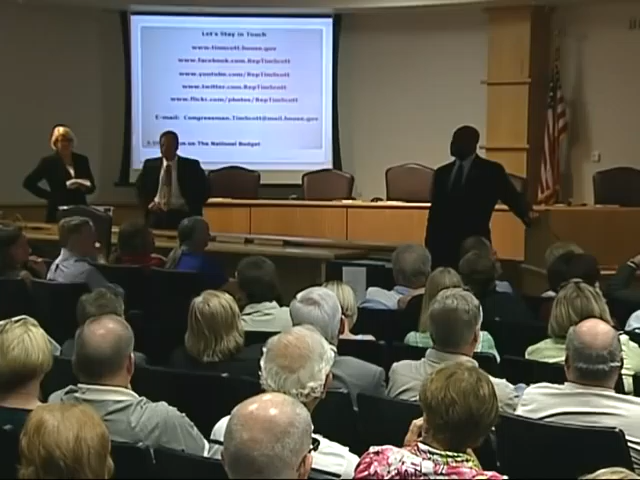 Let's Stay in Touch
www.timscott.house.gov
www.facebook.com/RepTimScott
www.youtube.com/RepTimScott
www.twitter.com/RepTimScott
www.flickr.com/photos/RepTimScott
E-mail: Congressman.TimScott@mail.house.gov
on The National Budget